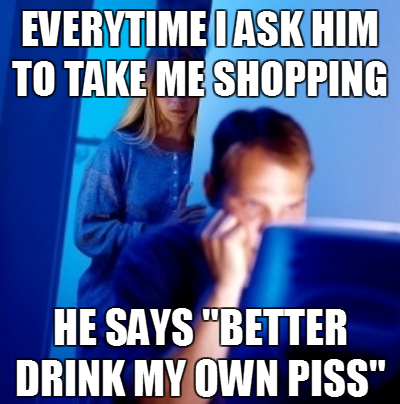 EVERYTIME I ASK HIM
TO TAKE ME SHOPPING
HE SAYS "BETTER
DRINK MY OWN PISS"